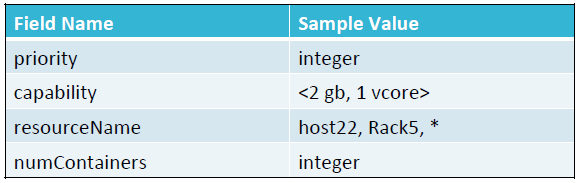 Field Name Sample Value
priority integer
capability <2 gb, 1 vcore>
resourceName host22, Rack5, *
numContainers integer